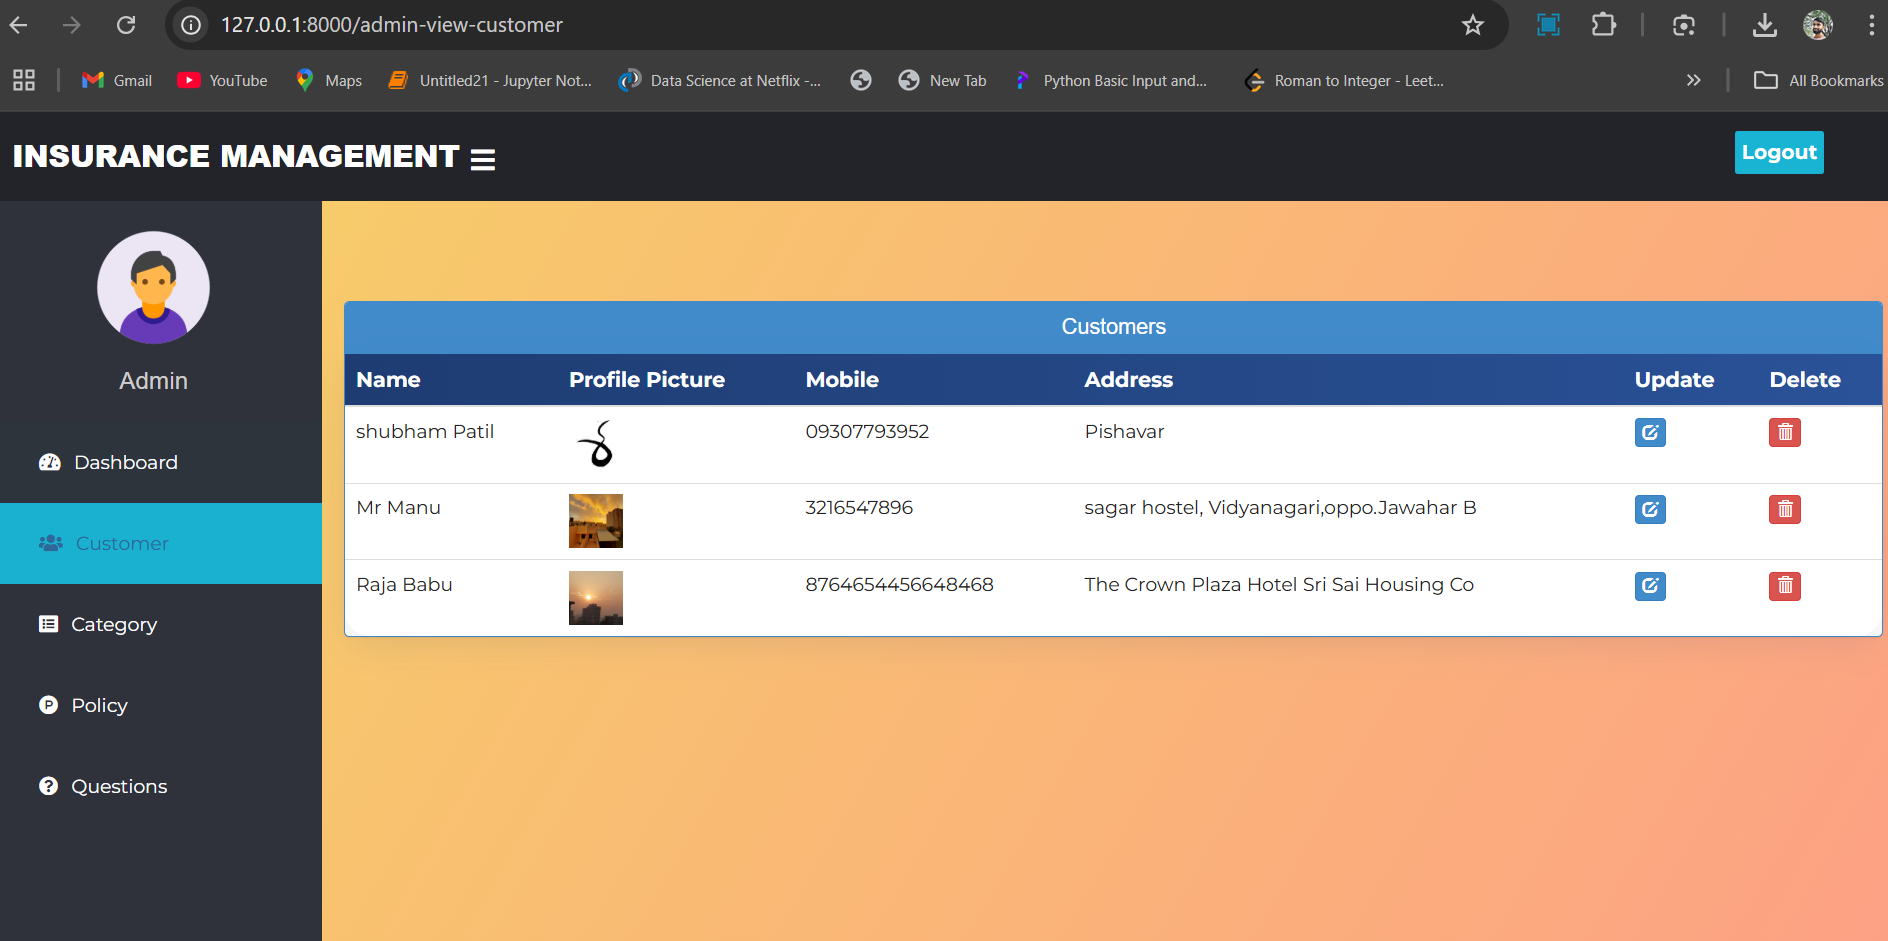 127.0.0.1:8000/admin-view-customer
Gmail YouTube Maps Untitled21 - Jupyter Not... Data Science at Netflix -... New Tab Python Basic Input and... Roman to Integer - Leet... All Bookmarks
INSURANCE MANAGEMENT Logout
Admin
Dashboard
Customer
Category
Policy
Questions
Customers
Name Profile Picture Mobile Address Update Delete
shubham Patil 09307793952 Pishavar
Mr Manu 3216547896 sagar hostel, Vidyanagari,oppo.Jawahar B
Raja Babu 8764654456648468 The Crown Plaza Hotel Sri Sai Housing Co